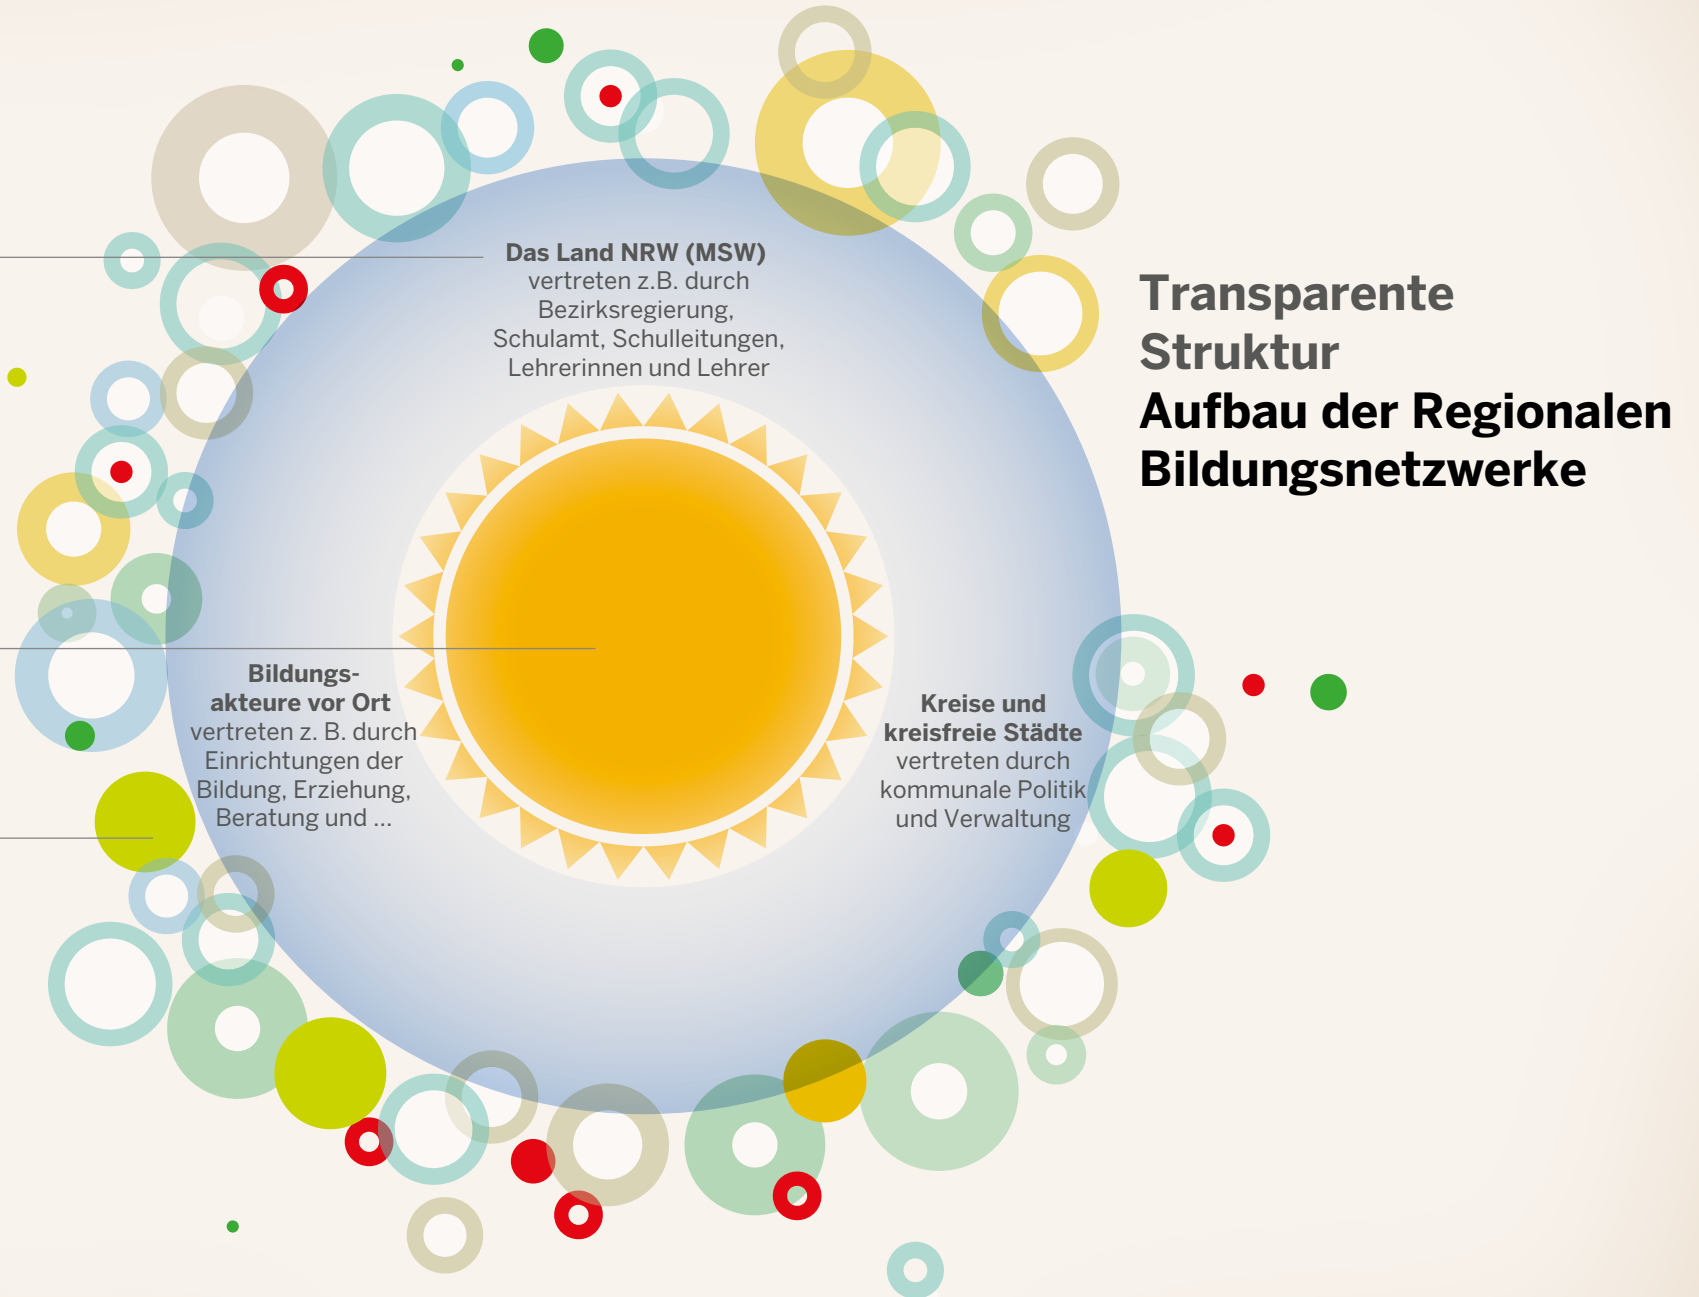 Das Land NRW (MSW)
vertreten z.B. durch
Bezirksregierung,
Schulamt, Schulleitungen,
Lehrerinnen und Lehrer
Transparente
Struktur
Aufbau der Regionalen
Bildungsnetzwerke
Bildungs-
akteure vor Ort
vertreten z. B. durch
Einrichtungen der
Bildung, Erziehung,
Beratung und ...
Kreise und
kreisfreie Städte
vertreten durch
kommunale Politik
und Verwaltung